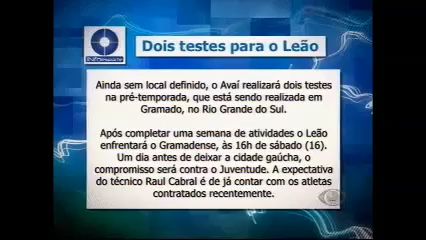 Dois testes para o Leão
Ainda sem local definido, o Avaí realizará dois testes
na pré-temporada, que está sendo realizada em
Gramado, no Rio Grande do Sul.
Após completar uma semana de atividades o Leão
enfrentará o Gramadense, às 16h de sábado (16).
Um dia antes de deixar a cidade gaúcha, o
compromisso será contra o Juventude. A expectativa
do técnico Raul Cabral é de já contar com os atletas
contratados recentemente.